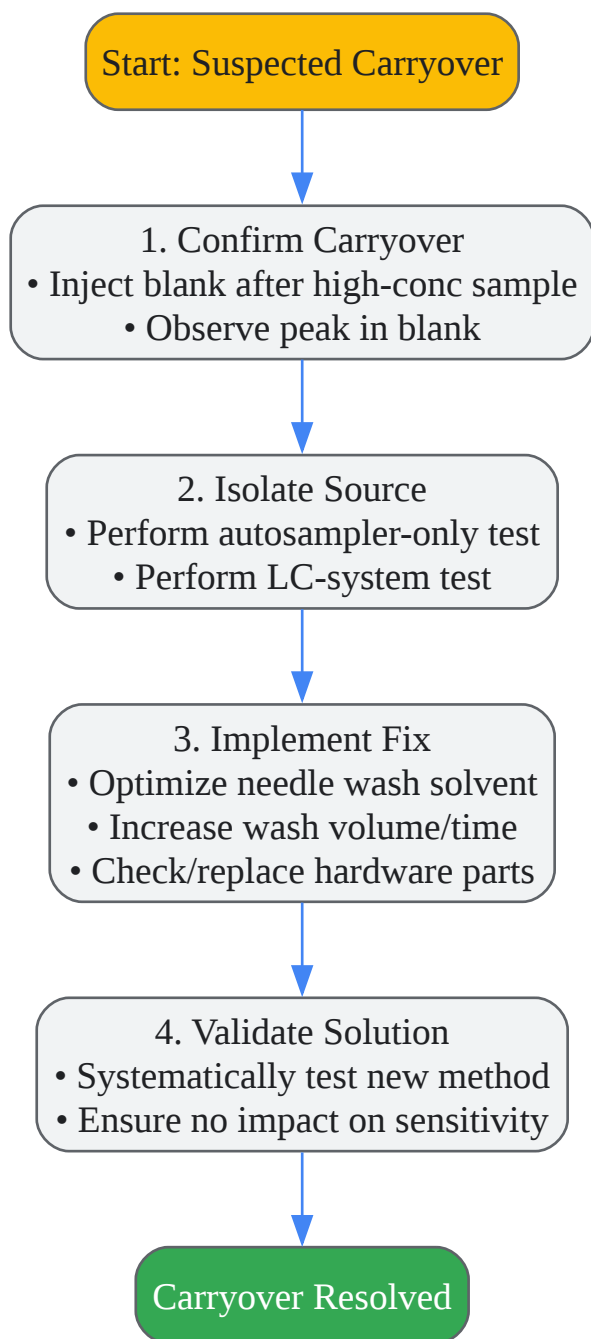 Start: Suspected Carryover
1. Confirm Carryover
• Inject blank after high-conc sample
• Observe peak in blank
2. Isolate Source
• Perform autosampler-only test
• Perform LC-system test
3. Implement Fix
• Optimize needle wash solvent
• Increase wash volume/time
• Check/replace hardware parts
4. Validate Solution
• Systematically test new method
• Ensure no impact on sensitivity
Carryover Resolved